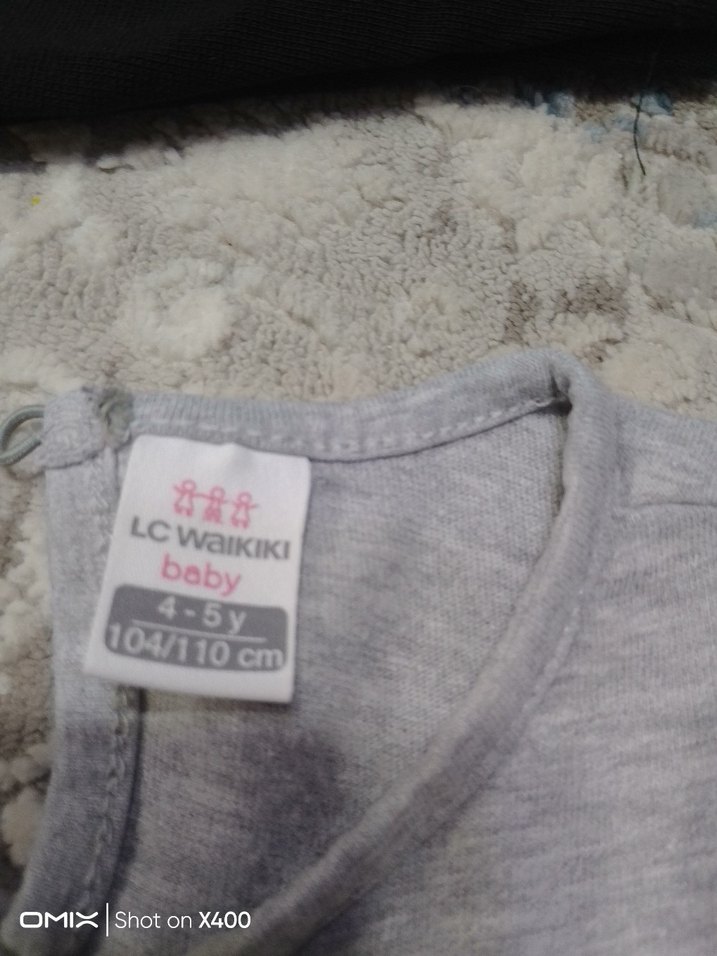 LC WAIKIKI
baby
4 - 5 y
104/110 cm
OMIX | Shot on X400